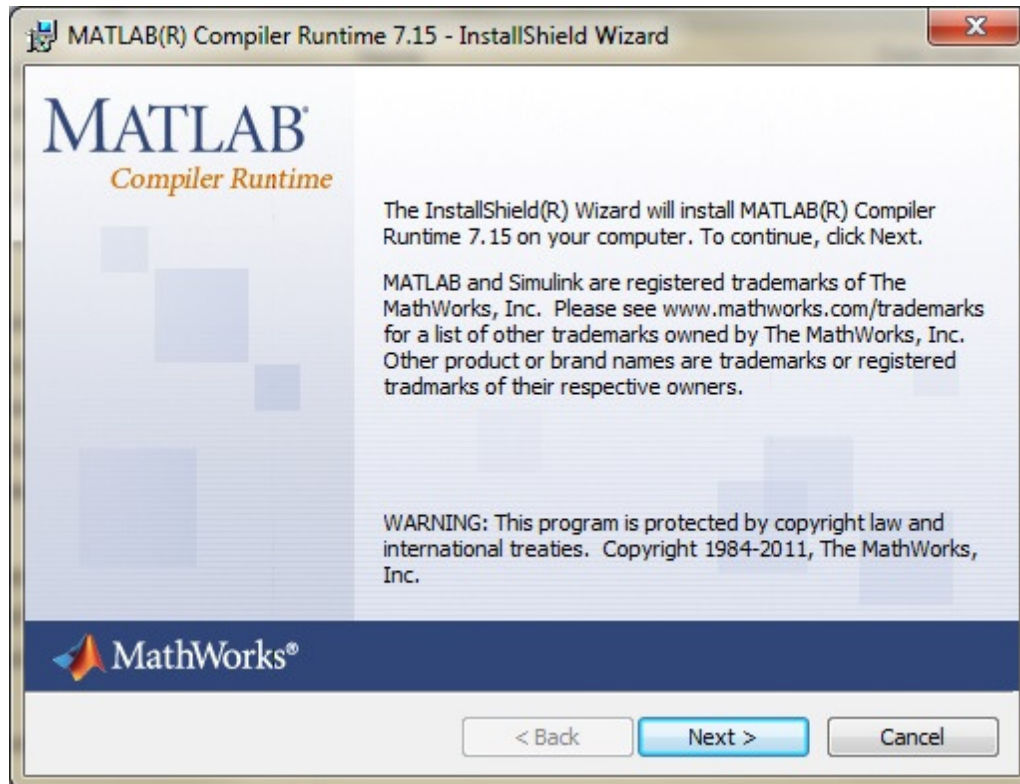 MATLAB(R) Compiler Runtime 7.15 - InstallShield Wizard
MATLAB®
Compiler Runtime
The InstallShield(R) Wizard will install MATLAB(R) Compiler
Runtime 7.15 on your computer. To continue, click Next.
MATLAB and Simulink are registered trademarks of The
MathWorks, Inc.  Please see www.mathworks.com/trademarks
for a list of other trademarks owned by The MathWorks, Inc.
Other product or brand names are trademarks or registered
tradmarks of their respective owners.
WARNING: This program is protected by copyright law and
international treaties.  Copyright 1984-2011, The MathWorks,
Inc.
MathWorks®
< Back
Next >
Cancel